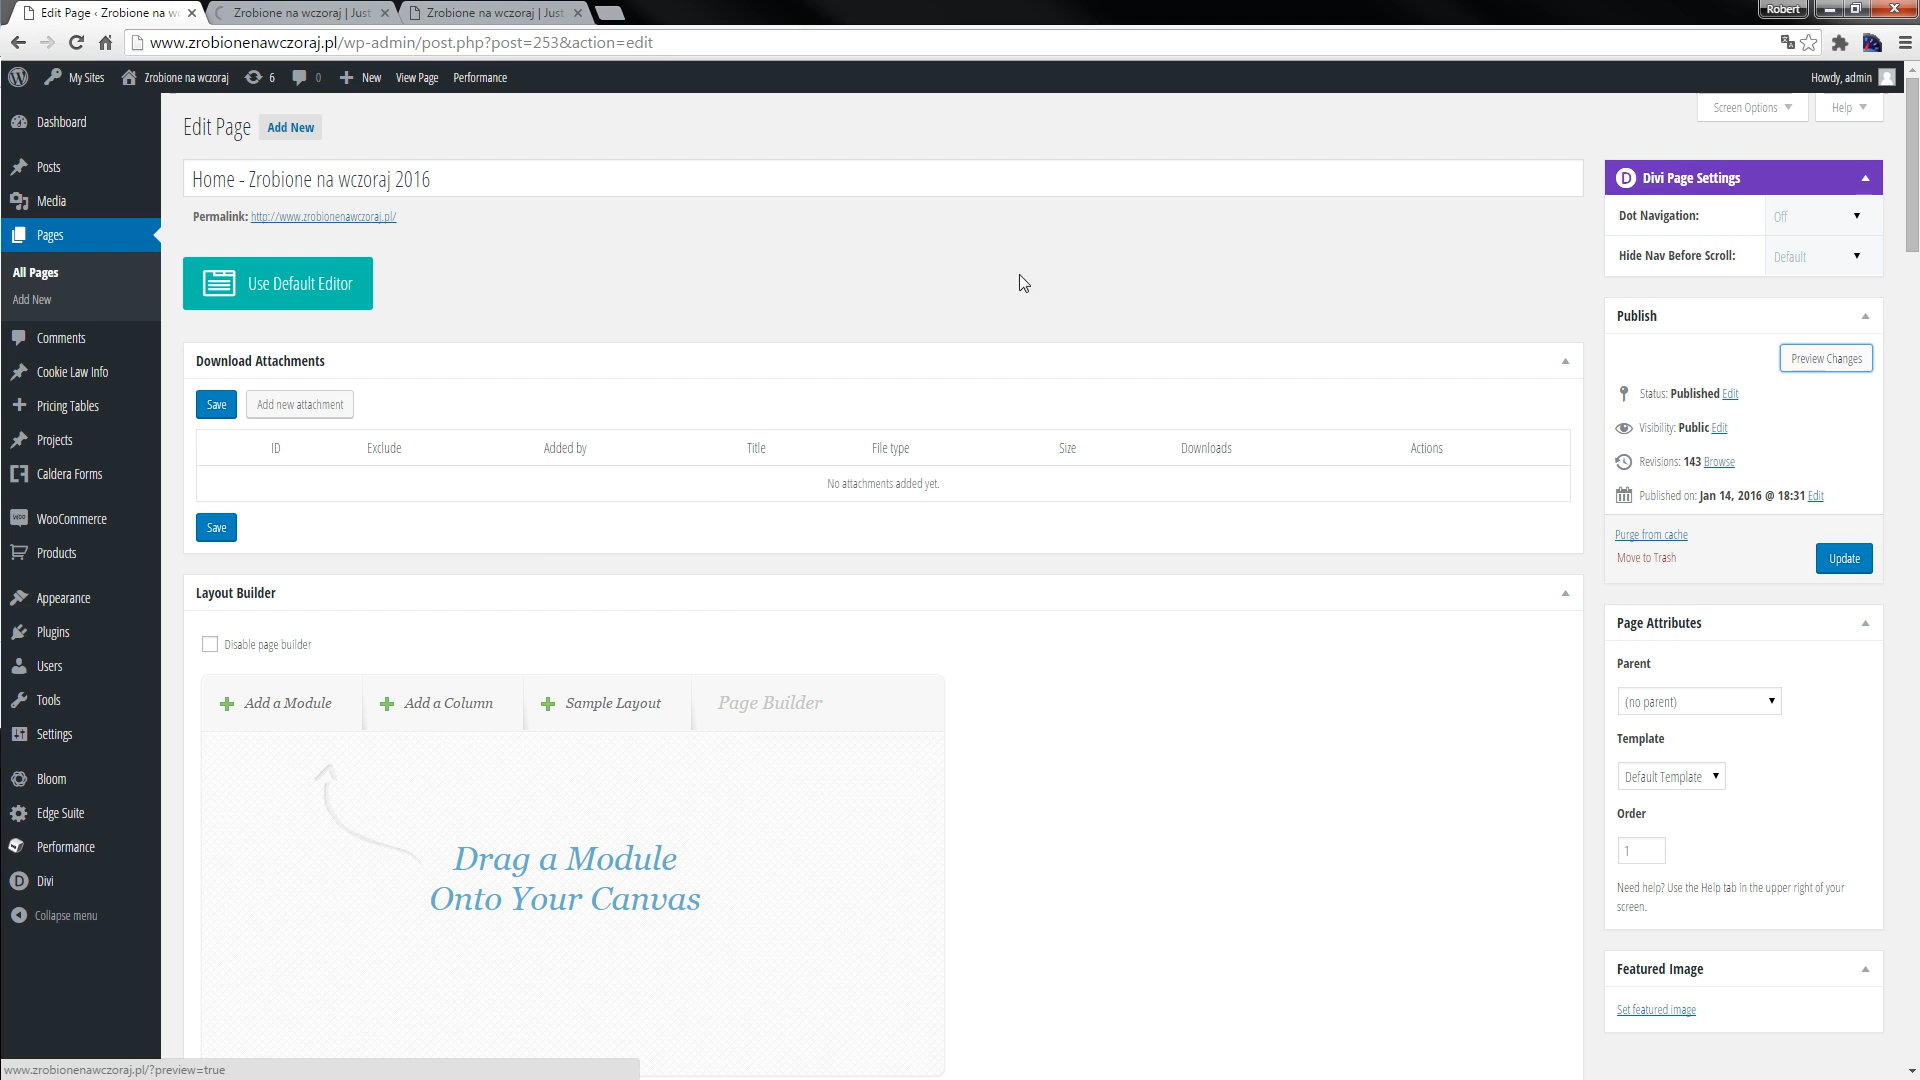 Edit Page ‹ Zrobione na w
Zrobione na wczoraj | Just
Zrobione na wczoraj | Just
Robert
www.zrobionenawczoraj.pl/wp-admin/post.php?post=253&action=edit
My Sites
Zrobione na wczoraj
6
0
New
View Page
Performance
Howdy, admin
Dashboard
Posts
Media
Pages
All Pages
Add New
Comments
Cookie Law Info
Pricing Tables
Projects
Caldera Forms
WooCommerce
Products
Appearance
Plugins
Users
Tools
Settings
Bloom
Edge Suite
Performance
Divi
Collapse menu
Screen Options
Help
Edit Page
Add New
Home - Zrobione na wczoraj 2016
Permalink: http://www.zrobionenawczoraj.pl/
Use Default Editor
Download Attachments
Save
Add new attachment
ID Exclude Added by Title File type Size Downloads Actions
No attachments added yet.
Save
Layout Builder
Disable page builder
Add a Module
Add a Column
Sample Layout
Page Builder
Drag a Module
Onto Your Canvas
Divi Page Settings
Dot Navigation: Off
Hide Nav Before Scroll: Default
Publish
Preview Changes
Status: Published Edit
Visibility: Public Edit
Revisions: 143 Browse
Published on: Jan 14, 2016 @ 18:31 Edit
Purge from cache
Move to Trash
Update
Page Attributes
Parent
(no parent)
Template
Default Template
Order
1
Need help? Use the Help tab in the upper right of your
screen.
Featured Image
Set featured image
www.zrobionenawczoraj.pl/?preview=true